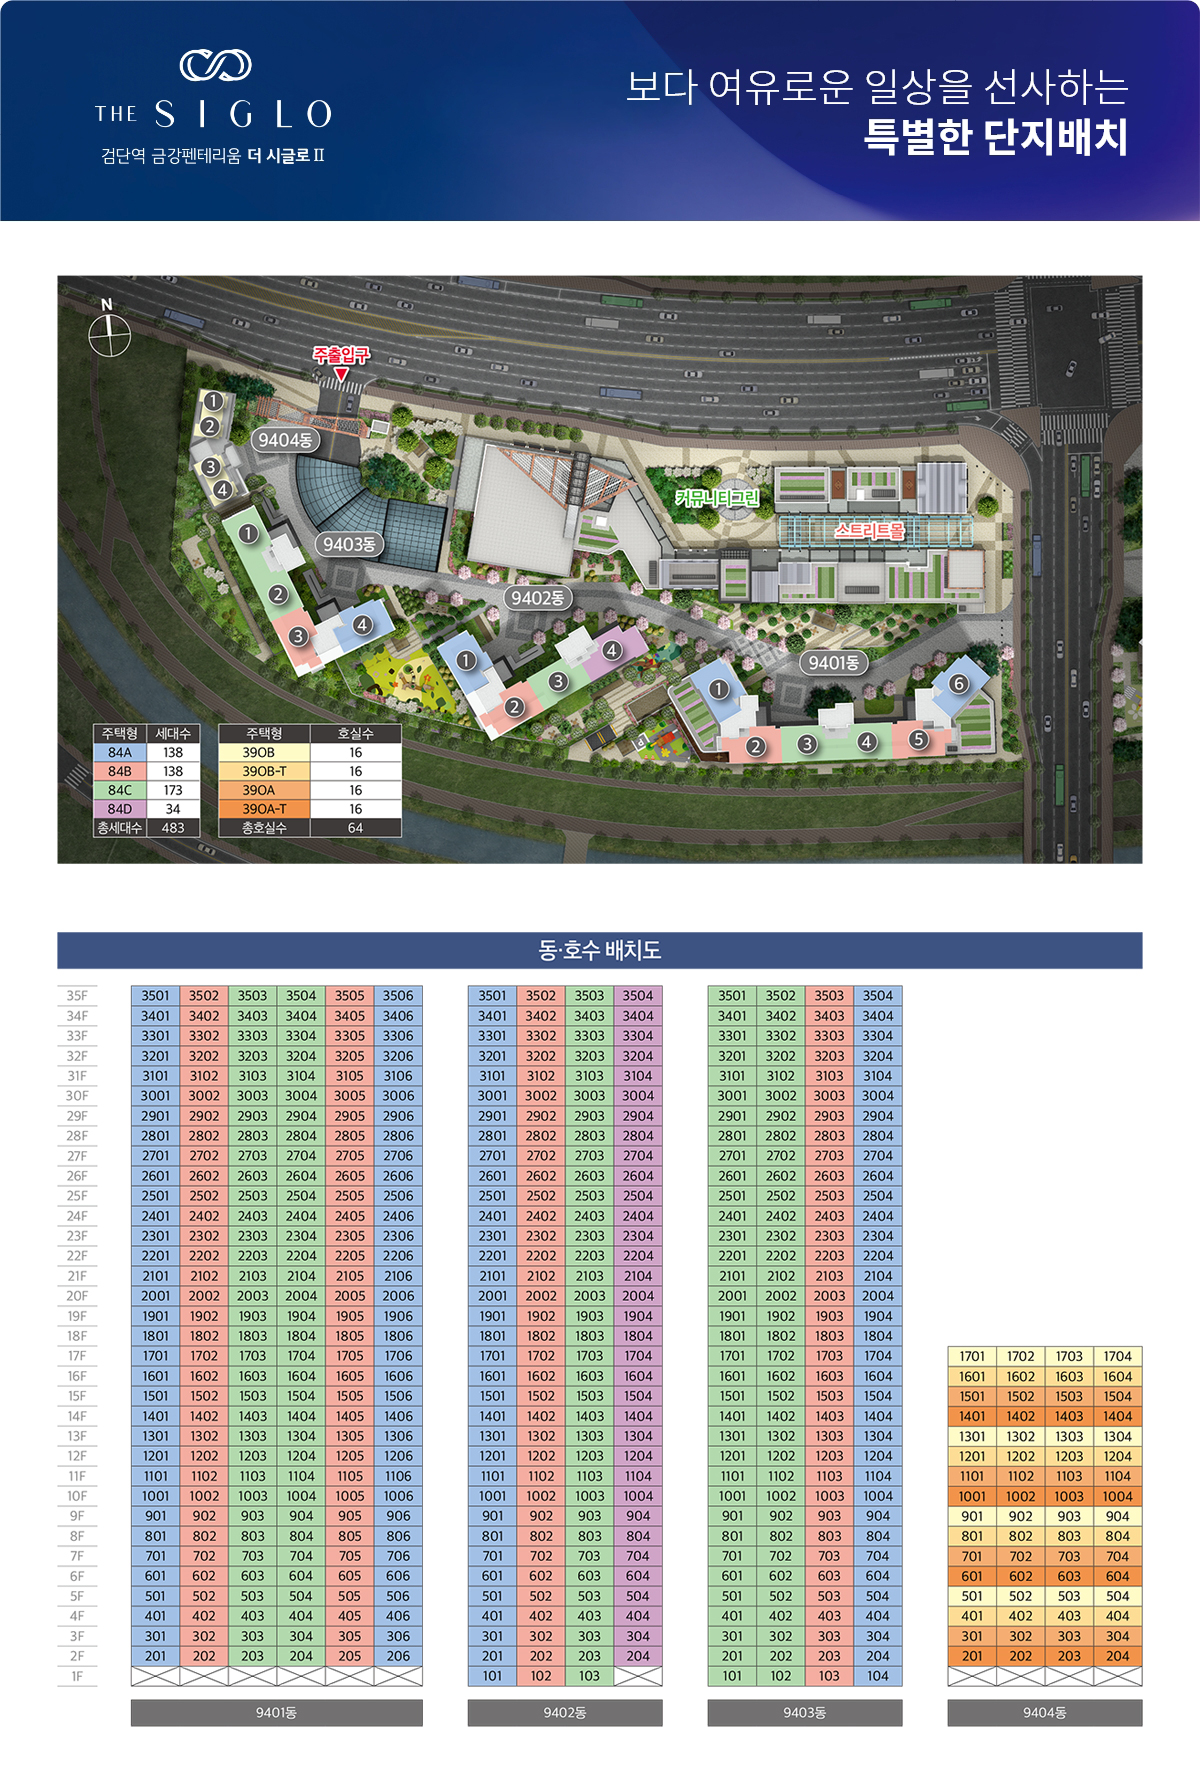 THE SIGLO
검단역 금강펜테리움 더 시글로Ⅱ
보다 여유로운 일상을 선사하는
특별한 단지배치
N
주출입구
1
2
9404동
3
4
커뮤니티그린
소트리트몰
1
9403동
2
9402동
3
4
1
4
3
2
9401동
1
6
2
3
4
5
P
주택형 세대수
84A 138
84B 138
84C 173
84D 34
총세대수 483
주택형 호실수
39OB 16
39OB-T 16
39OA 16
39OA-T 16
총호실수 64
동·호수 배치도
35F 3501 3502 3503 3504 3505 3506 3501 3502 3503 3504 3501 3502 3503 3504
34F 3401 3402 3403 3404 3405 3406 3401 3402 3403 3404 3401 3402 3403 3404
33F 3301 3302 3303 3304 3305 3306 3301 3302 3303 3304 3301 3302 3303 3304
32F 3201 3202 3203 3204 3205 3206 3201 3202 3203 3204 3201 3202 3203 3204
31F 3101 3102 3103 3104 3105 3106 3101 3102 3103 3104 3101 3102 3103 3104
30F 3001 3002 3003 3004 3005 3006 3001 3002 3003 3004 3001 3002 3003 3004
29F 2901 2902 2903 2904 2905 2906 2901 2902 2903 2904 2901 2902 2903 2904
28F 2801 2802 2803 2804 2805 2806 2801 2802 2803 2804 2801 2802 2803 2804
27F 2701 2702 2703 2704 2705 2706 2701 2702 2703 2704 2701 2702 2703 2704
26F 2601 2602 2603 2604 2605 2606 2601 2602 2603 2604 2601 2602 2603 2604
25F 2501 2502 2503 2504 2505 2506 2501 2502 2503 2504 2501 2502 2503 2504
24F 2401 2402 2403 2404 2405 2406 2401 2402 2403 2404 2401 2402 2403 2404
23F 2301 2302 2303 2304 2305 2306 2301 2302 2303 2304 2301 2302 2303 2304
22F 2201 2202 2203 2204 2205 2206 2201 2202 2203 2204 2201 2202 2203 2204
21F 2101 2102 2103 2104 2105 2106 2101 2102 2103 2104 2101 2102 2103 2104
20F 2001 2002 2003 2004 2005 2006 2001 2002 2003 2004 2001 2002 2003 2004
19F 1901 1902 1903 1904 1905 1906 1901 1902 1903 1904 1901 1902 1903 1904
18F 1801 1802 1803 1804 1805 1806 1801 1802 1803 1804 1801 1802 1803 1804
17F 1701 1702 1703 1704 1705 1706 1701 1702 1703 1704 1701 1702 1703 1704 1701 1702 1703 1704
16F 1601 1602 1603 1604 1605 1606 1601 1602 1603 1604 1601 1602 1603 1604 1601 1602 1603 1604
15F 1501 1502 1503 1504 1505 1506 1501 1502 1503 1504 1501 1502 1503 1504 1501 1502 1503 1504
14F 1401 1402 1403 1404 1405 1406 1401 1402 1403 1404 1401 1402 1403 1404 1401 1402 1403 1404
13F 1301 1302 1303 1304 1305 1306 1301 1302 1303 1304 1301 1302 1303 1304 1301 1302 1303 1304
12F 1201 1202 1203 1204 1205 1206 1201 1202 1203 1204 1201 1202 1203 1204 1201 1202 1203 1204
11F 1101 1102 1103 1104 1105 1106 1101 1102 1103 1104 1101 1102 1103 1104 1101 1102 1103 1104
10F 1001 1002 1003 1004 1005 1006 1001 1002 1003 1004 1001 1002 1003 1004 1001 1002 1003 1004
9F 901 902 903 904 905 906 901 902 903 904 901 902 903 904 901 902 903 904
8F 801 802 803 804 805 806 801 802 803 804 801 802 803 804 801 802 803 804
7F 701 702 703 704 705 706 701 702 703 704 701 702 703 704 701 702 703 704
6F 601 602 603 604 605 606 601 602 603 604 601 602 603 604 601 602 603 604
5F 501 502 503 504 505 506 501 502 503 504 501 502 503 504 501 502 503 504
4F 401 402 403 404 405 406 401 402 403 404 401 402 403 404 401 402 403 404
3F 301 302 303 304 305 306 301 302 303 304 301 302 303 304 301 302 303 304
2F 201 202 203 204 205 206 201 202 203 204 201 202 203 204 201 202 203 204
1F 101 102 103 101 102 103 104
9401동 9402동 9403동 9404동